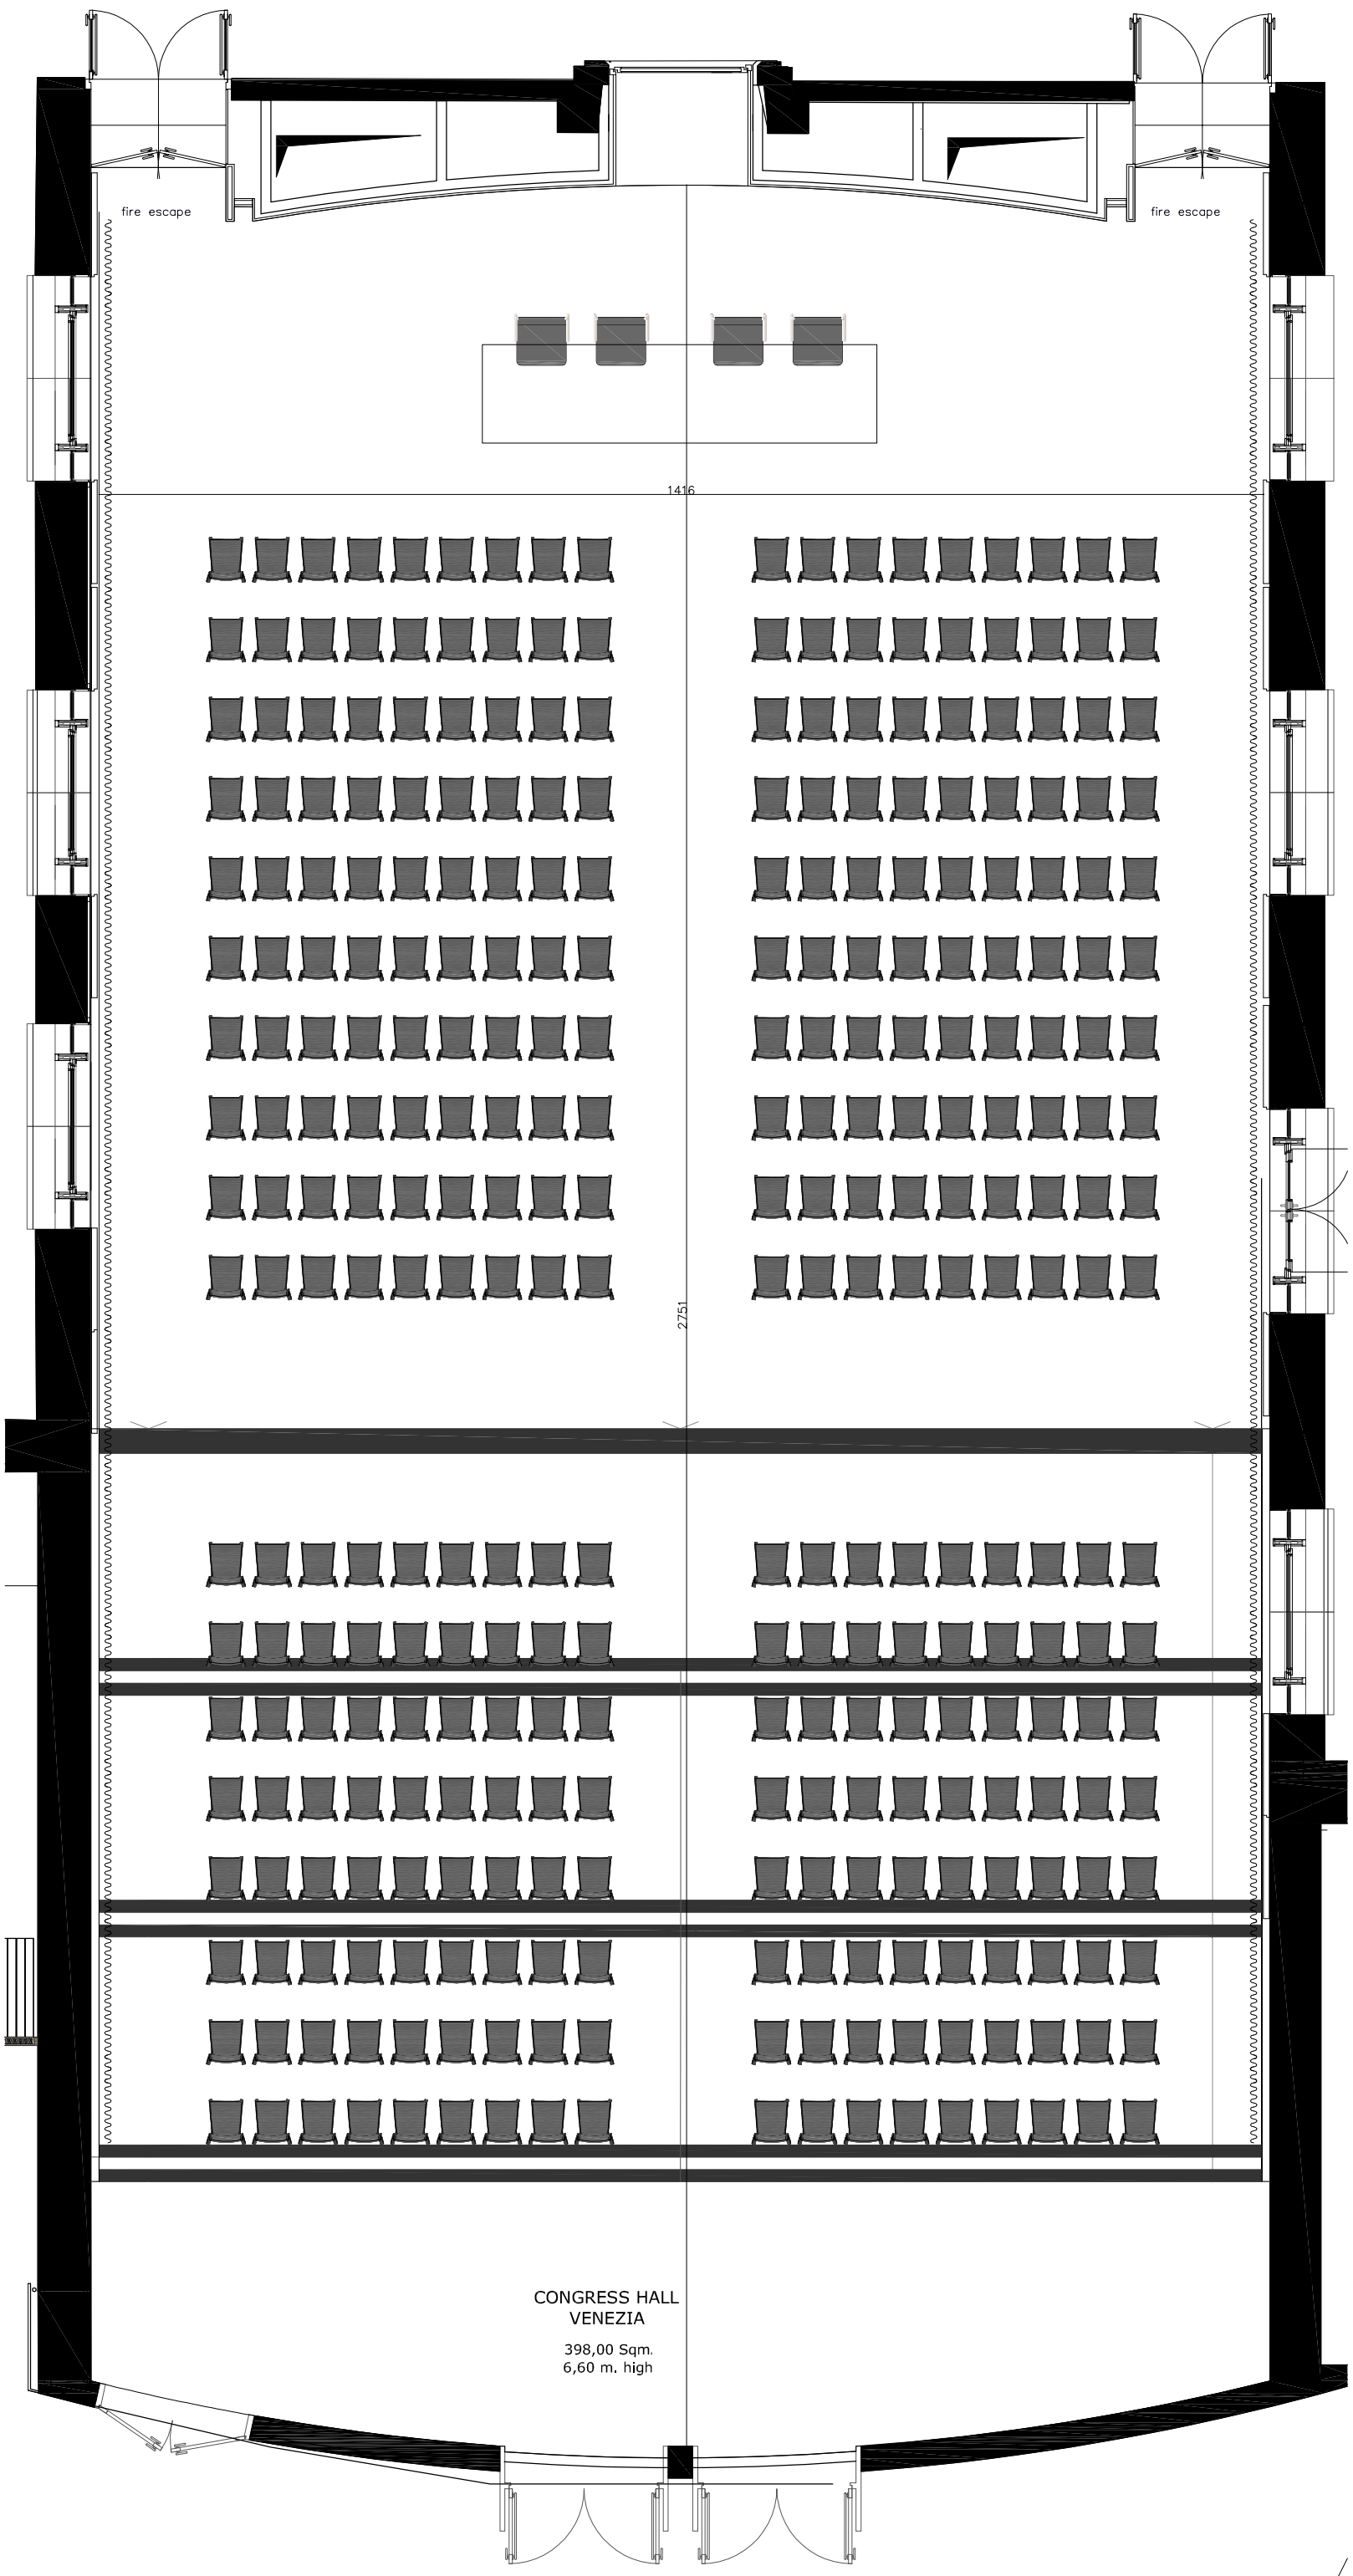 fire escape
fire escape
1416
2751
CONGRESS HALL
VENEZIA
398,00 Sqm.
6,60 m. high